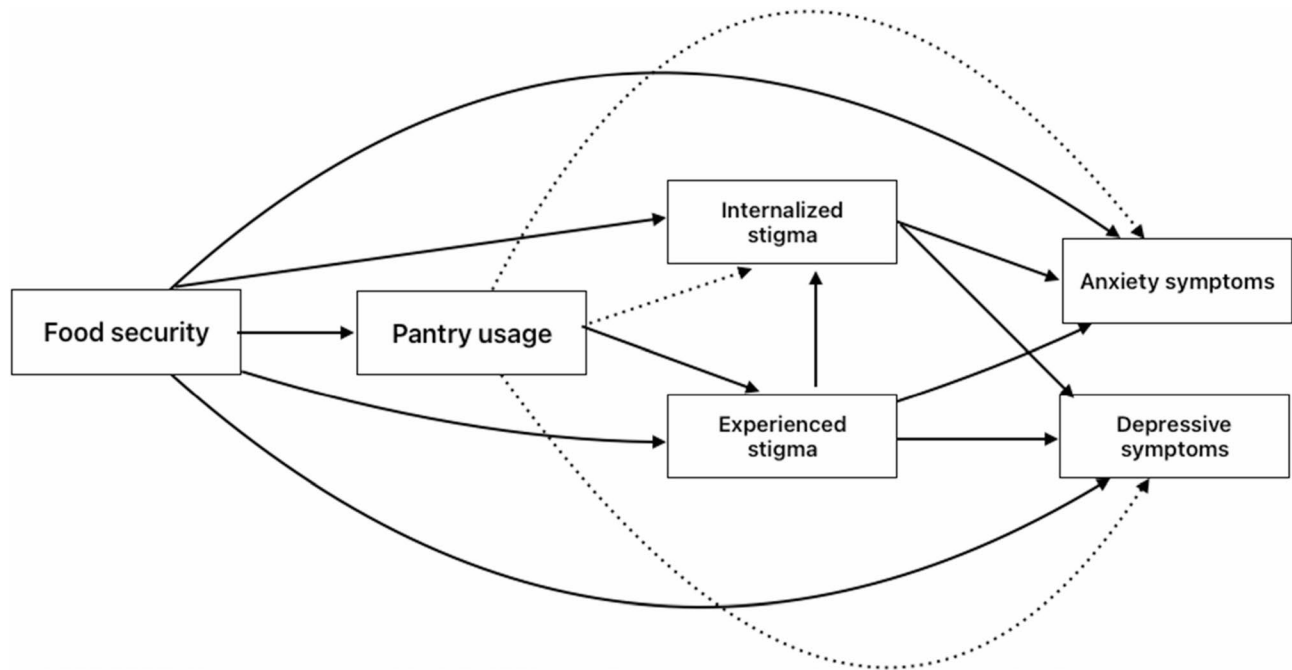 Internalized
stigma
Anxiety symptoms
Food security
Pantry usage
Experienced
stigma
Depressive
symptoms